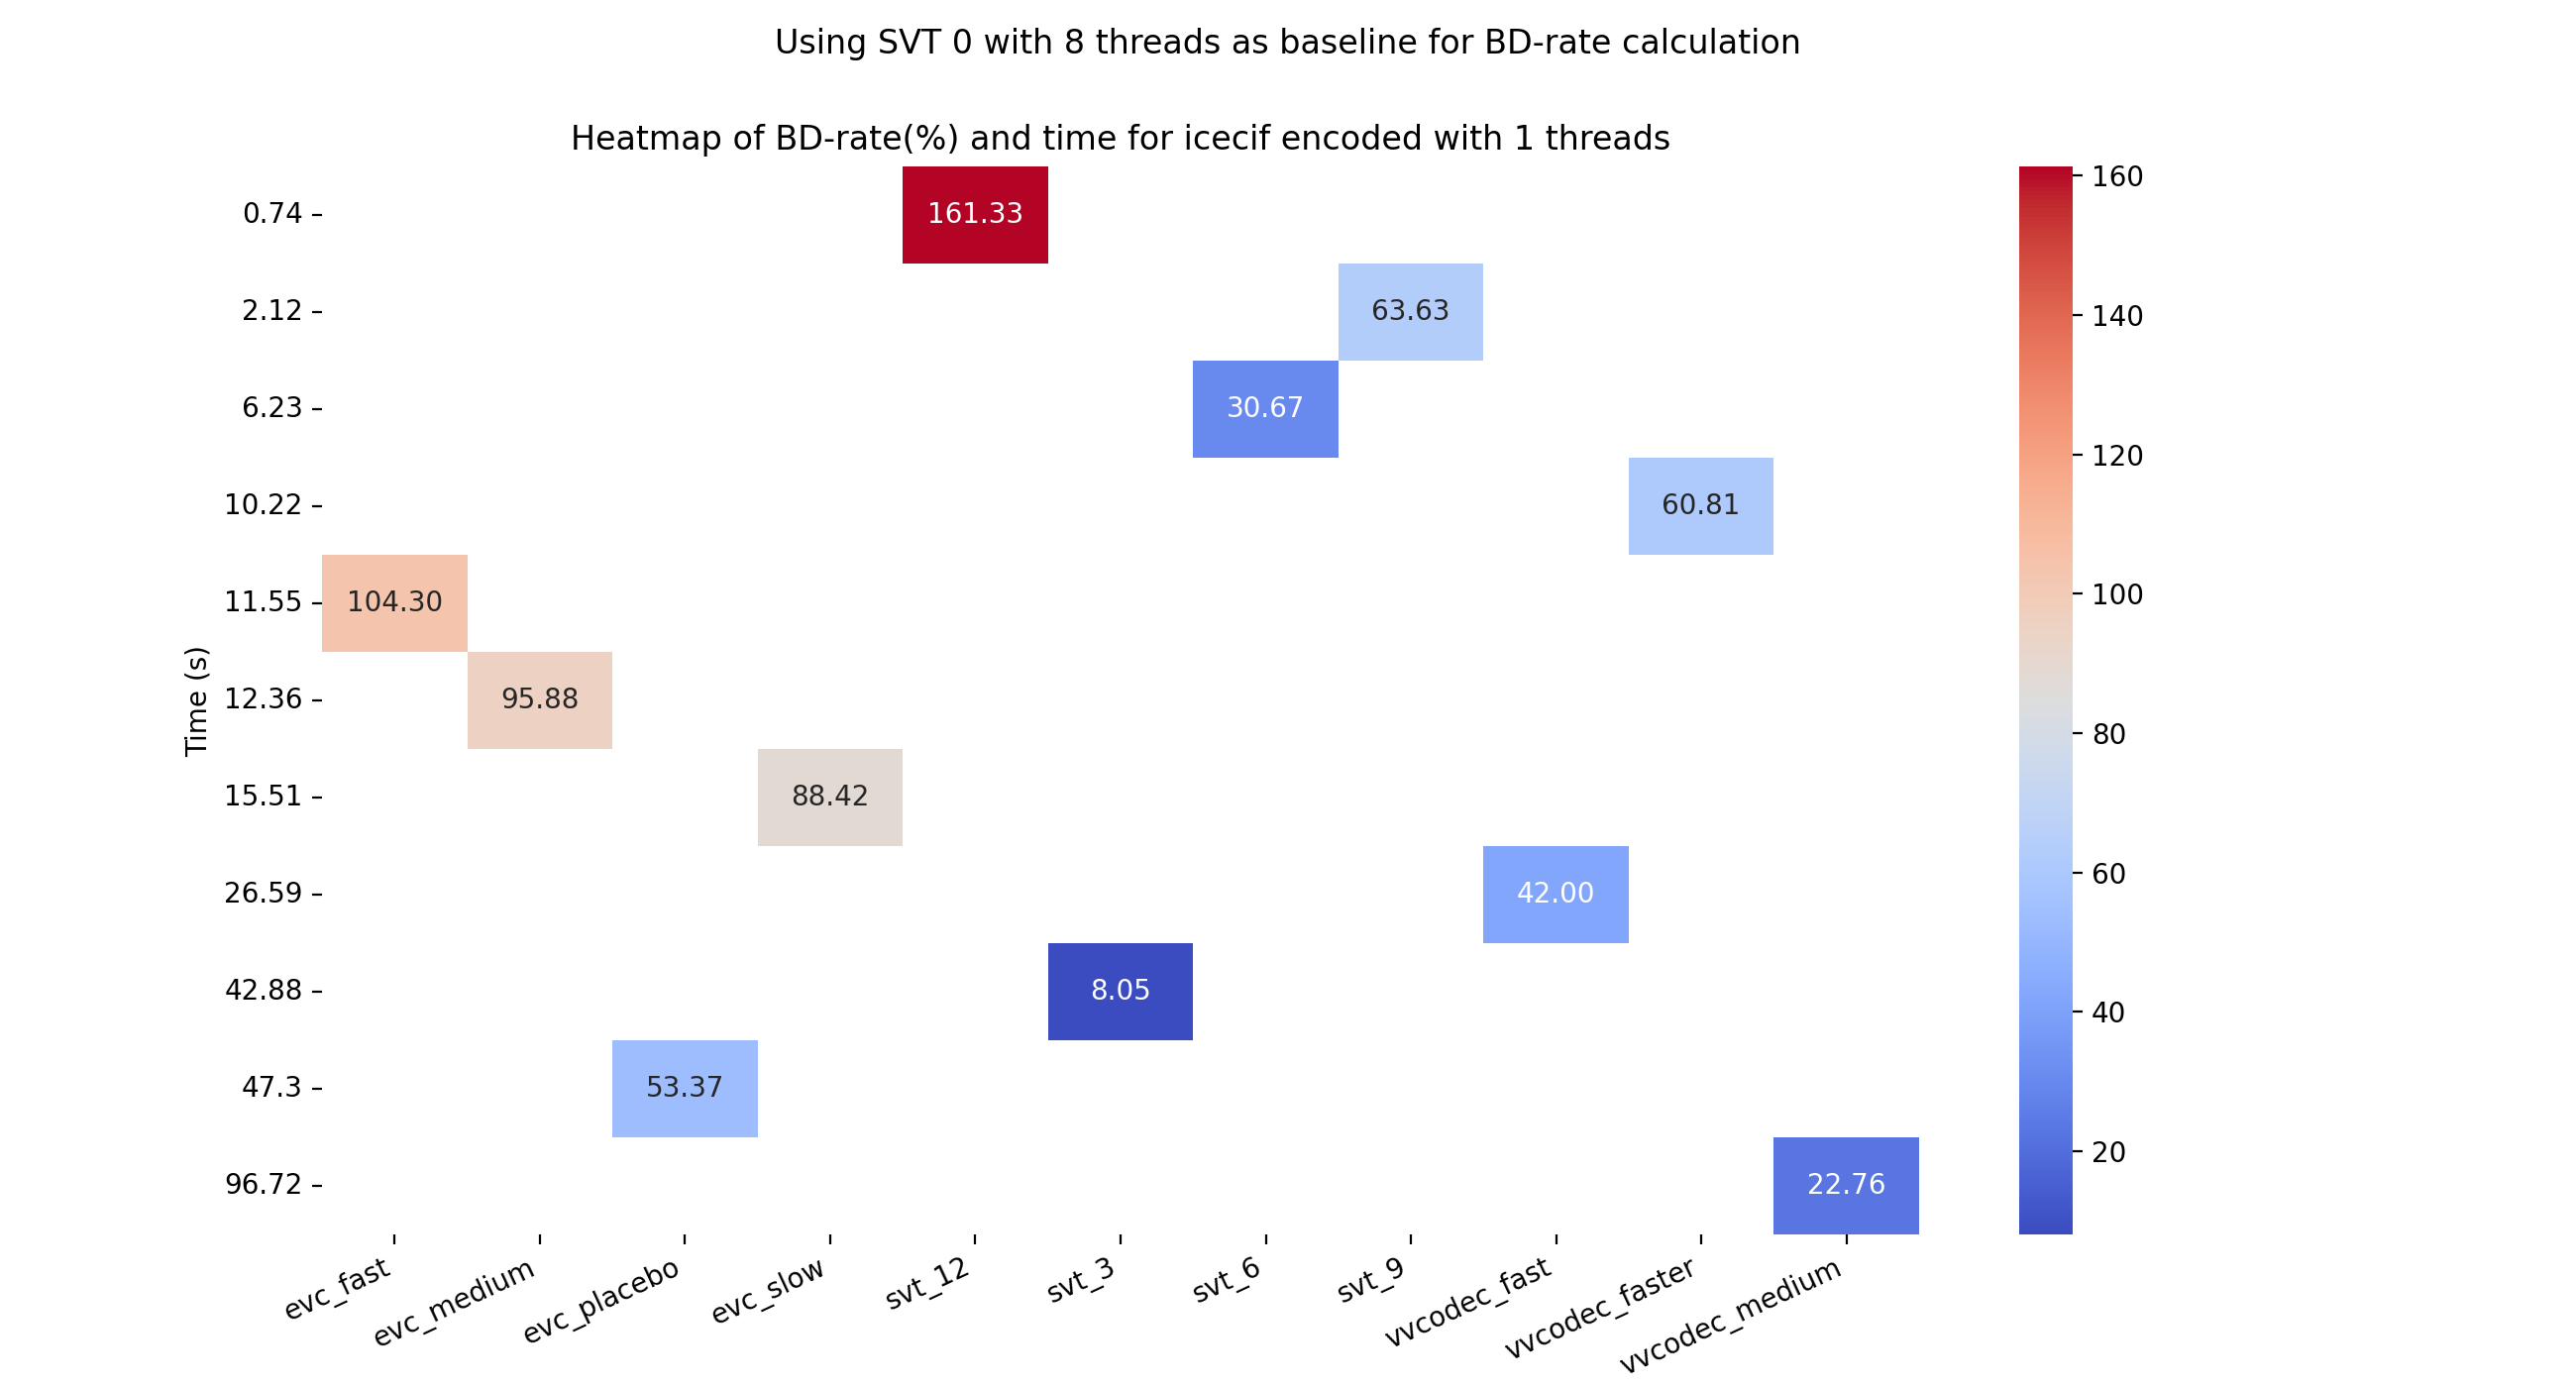 Using SVT 0 with 8 threads as baseline for BD-rate calculation
Heatmap of BD-rate(%) and time for icecif encoded with 1 threads
Time (s)
0.74
161.33
2.12
63.63
6.23
30.67
10.22
60.81
11.55
104.30
12.36
95.88
15.51
88.42
26.59
42.00
42.88
8.05
47.3
53.37
96.72
22.76
evc_fast
evc_medium
evc_placebo
evc_slow
svt_12
svt_3
svt_6
svt_9
vvcodec_fast
vvcodec_faster
vvcodec_medium
160
140
120
100
80
60
40
20